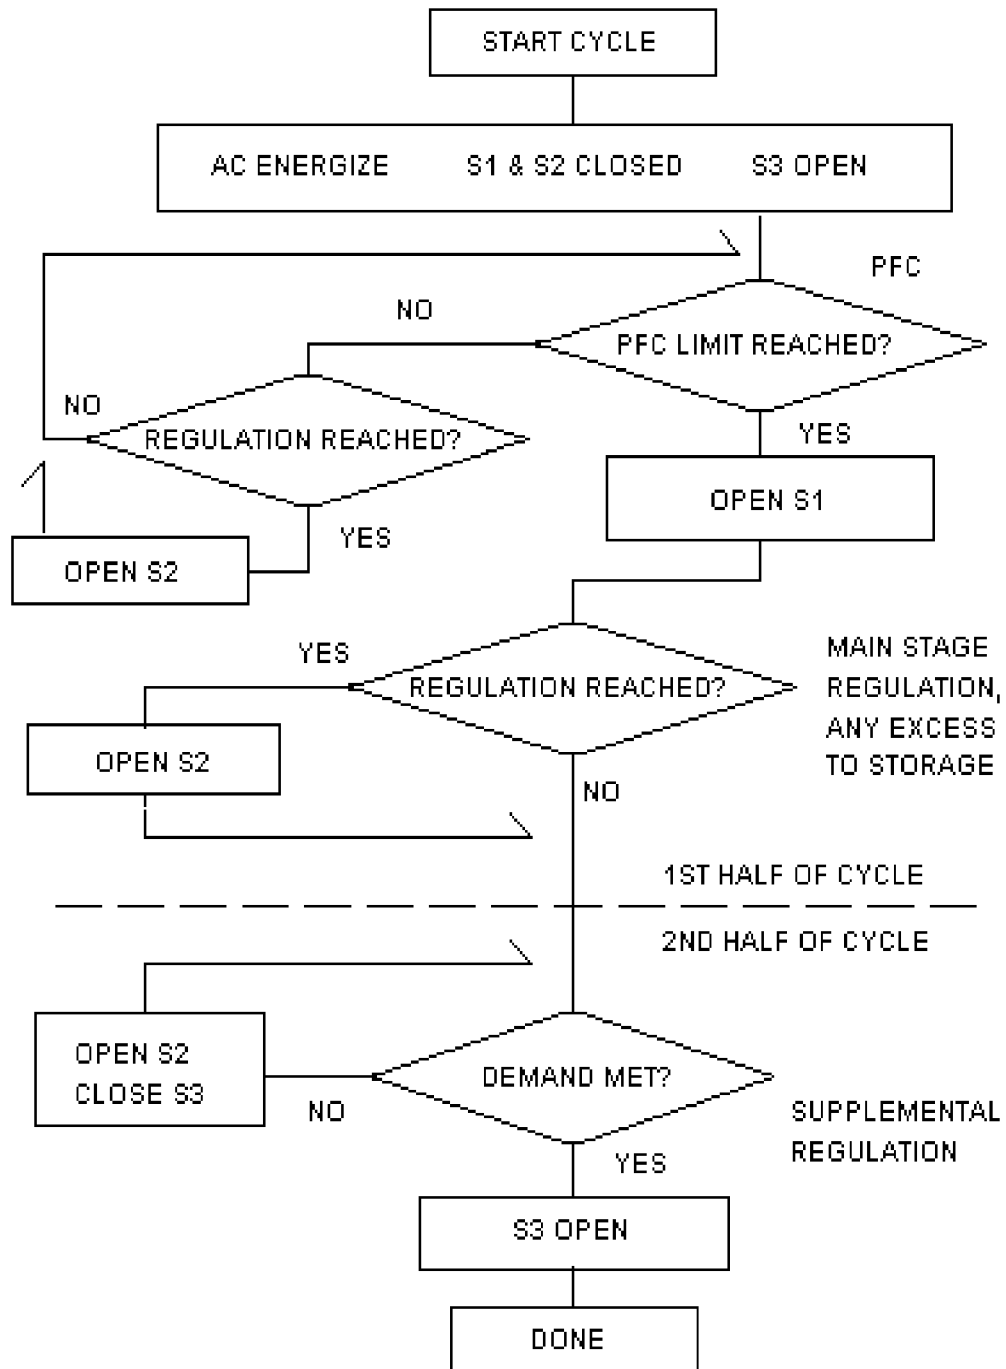 START CYCLE
AC ENERGIZE S1 & S2 CLOSED S3 OPEN
PFC
NO
PFC LIMIT REACHED?
NO
REGULATION REACHED?
YES
OPEN S1
YES
OPEN S2
YES
REGULATION REACHED?
MAIN STAGE
REGULATION,
ANY EXCESS
TO STORAGE
OPEN S2
NO
1ST HALF OF CYCLE
2ND HALF OF CYCLE
OPEN S2
CLOSE S3
DEMAND MET?
NO
SUPPLEMENTAL
REGULATION
YES
S3 OPEN
DONE